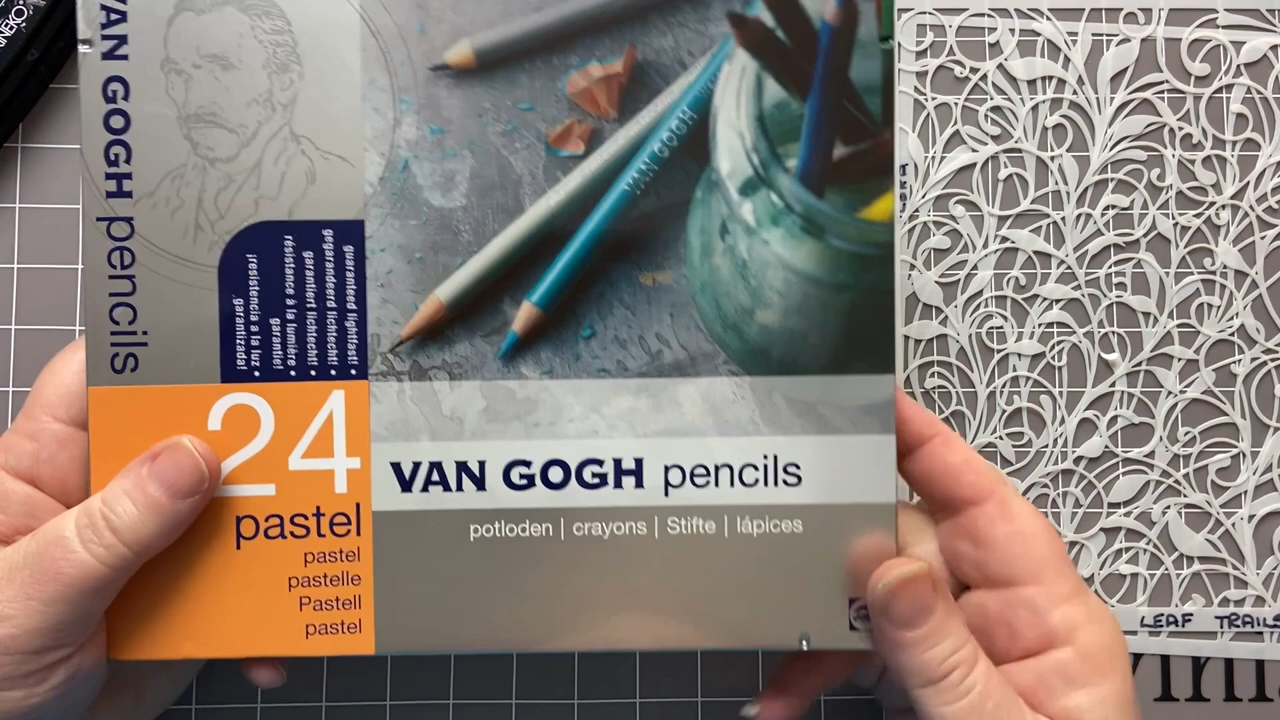 VAN GOGH pencils
guaranteed lightfast! •
gegarandeerd lichtecht! •
garantiert lichtecht! •
résistance à la lumière •
garantie!
¡resistencia a la luz •
garantizada!
24
pastel
pastel
pastelle
Pastell
pastel
VAN GOGH
VAN GOGH pencils
potloden | crayons | Stifte | lápices
LEAF TRAILS